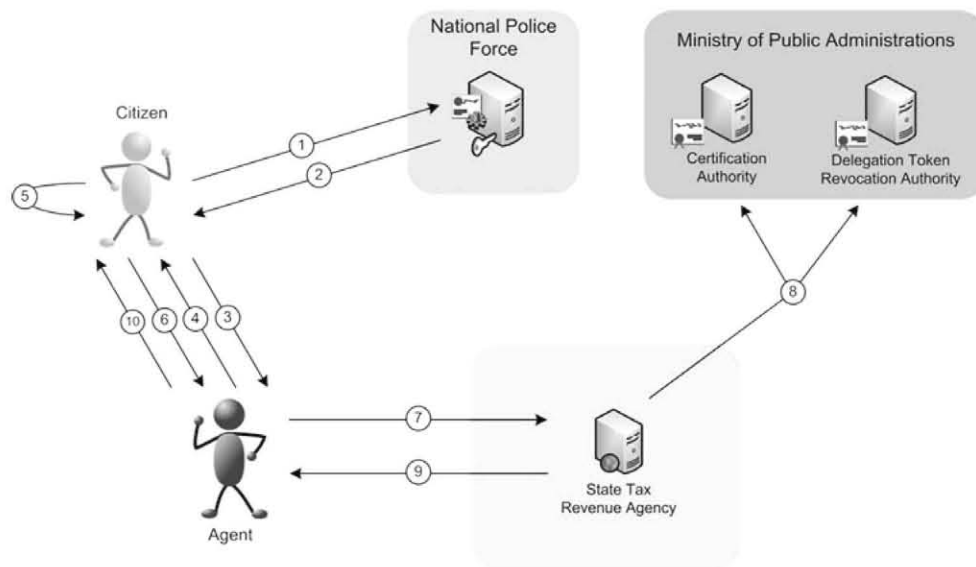 National Police
Force
Ministry of Public Administrations
Citizen
Certification
Authority
Delegation Token
Revocation Authority
1
2
5
8
10
6
4
3
7
9
State Tax
Revenue Agency
Agent